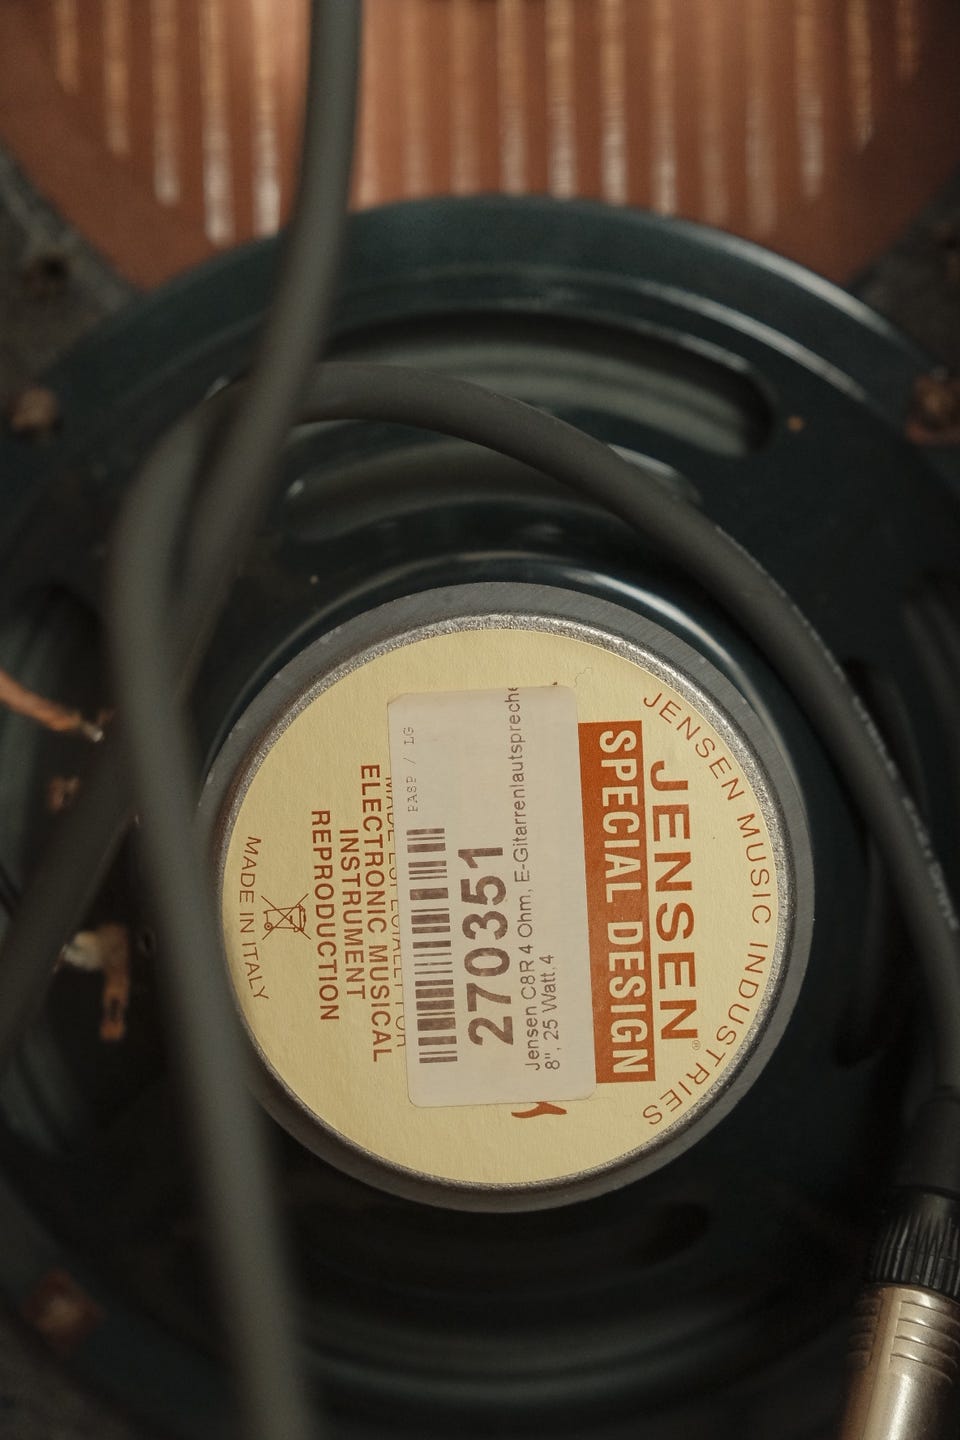 JENSEN MUSIC INDUSTRIES
JENSEN®
SPECIAL DESIGN
FASP / LG
270351
Jensen C8R 4 Ohm, E-Gitarrenlautspreche
8", 25 Watt,4
ELECTRONIC MUSICAL
INSTRUMENT
REPRODUCTION
MADE IN ITALY